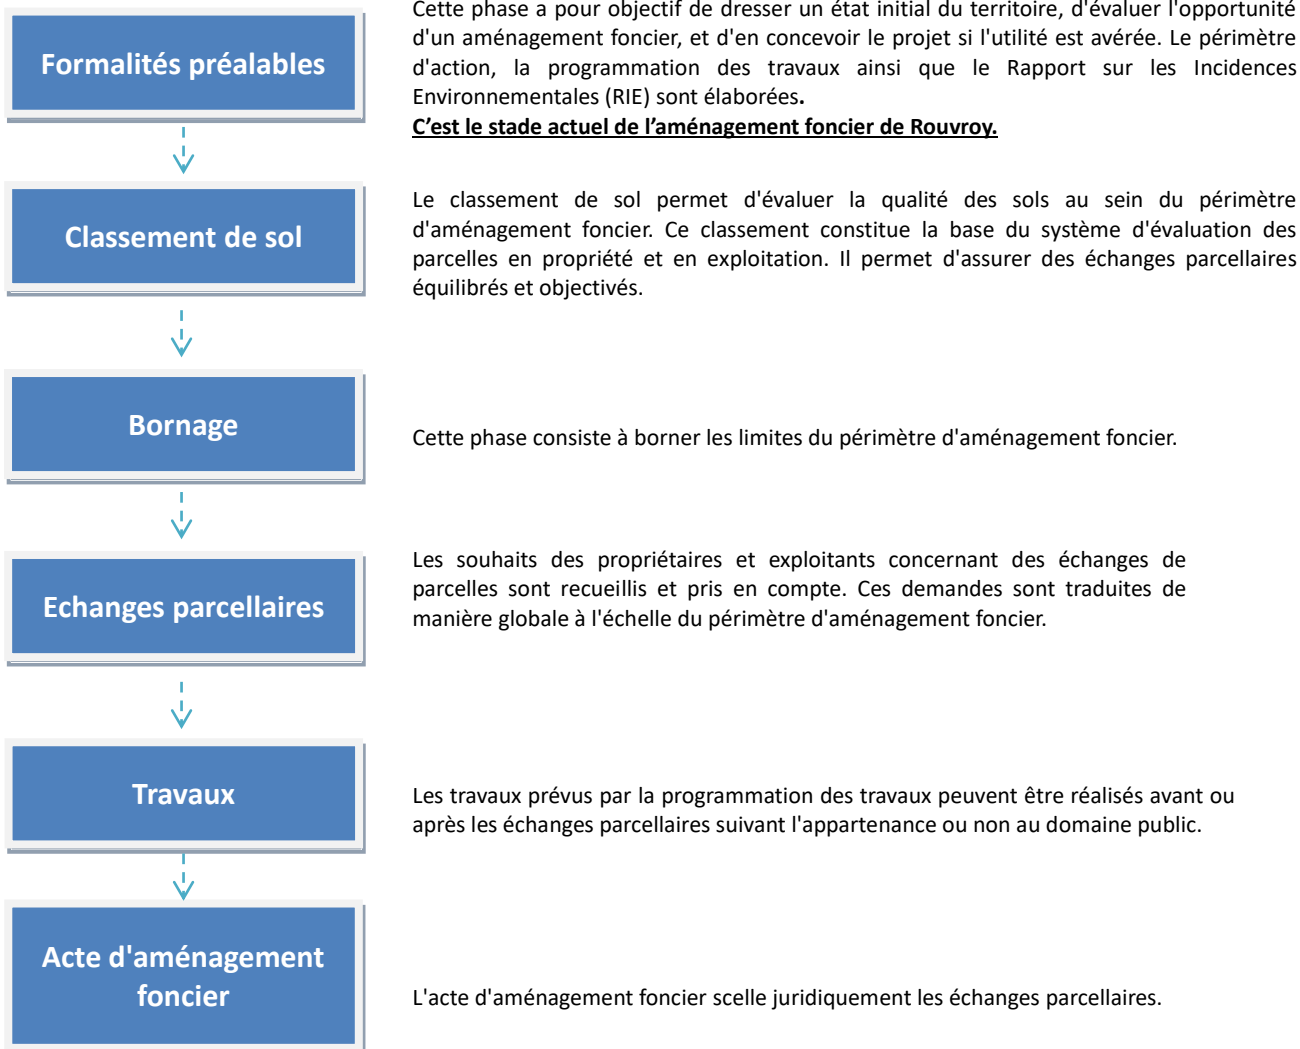 Cette phase a pour objectif de dresser un état initial du territoire, d'évaluer l'opportunité
d'un aménagement foncier, et d'en concevoir le projet si l'utilité est avérée. Le périmètre
d'action, la programmation des travaux ainsi que le Rapport sur les Incidences
Environnementales (RIE) sont élaborées.
C’est le stade actuel de l’aménagement foncier de Rouvroy.
Formalités préalables
Le classement de sol permet d'évaluer la qualité des sols au sein du périmètre
d'aménagement foncier. Ce classement constitue la base du système d'évaluation des
parcelles en propriété et en exploitation. Il permet d'assurer des échanges parcellaires
équilibrés et objectivés.
Classement de sol
Bornage
Cette phase consiste à borner les limites du périmètre d'aménagement foncier.
Les souhaits des propriétaires et exploitants concernant des échanges de
parcelles sont recueillis et pris en compte. Ces demandes sont traduites de
manière globale à l'échelle du périmètre d'aménagement foncier.
Echanges parcellaires
Travaux
Les travaux prévus par la programmation des travaux peuvent être réalisés avant ou
après les échanges parcellaires suivant l'appartenance ou non au domaine public.
Acte d'aménagement
foncier
L'acte d'aménagement foncier scelle juridiquement les échanges parcellaires.